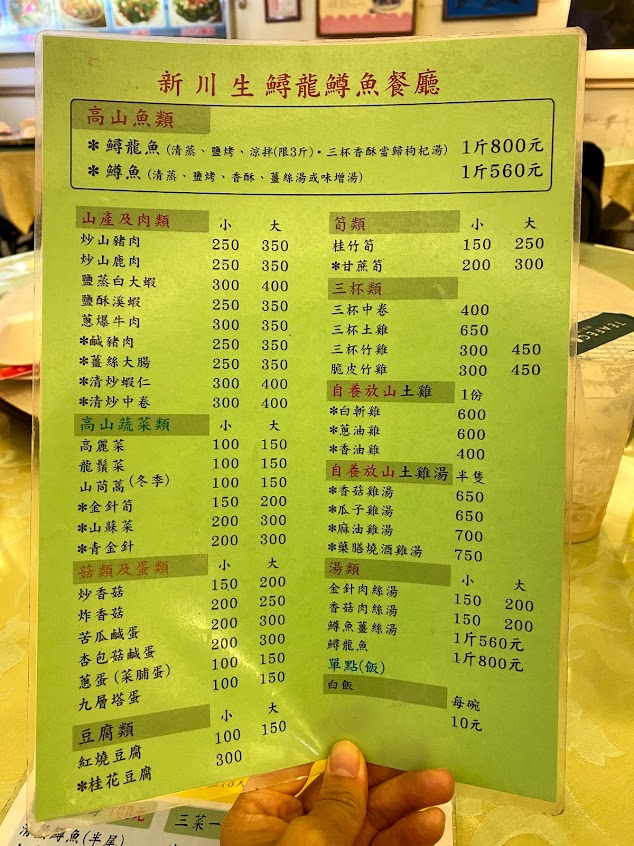 新川生鱘龍鱒魚餐廳
高山魚類
＊鱘龍魚(清蒸、鹽烤、涼拌(限3斤)・三杯香酥當歸枸杞湯) 1斤800元
＊鱒魚(清蒸、鹽烤、香酥、薑絲湯或味增湯) 1斤560元
山產及肉類 小 大
炒山豬肉 250 350
炒山鹿肉 250 350
鹽蒸白大蝦 300 400
鹽酥溪蝦 250 350
蔥爆牛肉 300 350
＊鹹豬肉 250 350
＊薑絲大腸 250 350
＊清炒蝦仁 300 400
＊清炒中卷 300 400
高山蔬菜類 小 大
高麗菜 100 150
龍鬚菜 100 150
山茼蒿(冬季) 100 150
＊金針筍 150 200
＊山蘇菜 200 300
＊青金針 200 300
菇類及蛋類 小 大
炒香菇 150 200
炸香菇 200 250
苦瓜鹹蛋 200 300
杏包菇鹹蛋 200 300
蔥蛋(菜脯蛋) 100 150
九層塔蛋 100 150
豆腐類 小 大
紅燒豆腐 100 150
＊桂花豆腐 300
筍類 小 大
桂竹筍 150 250
＊甘蔗筍 200 300
三杯類
三杯中卷 400
三杯土雞 650
三杯竹雞 300 450
脆皮竹雞 300 450
自養放山土雞 1份
＊白斬雞 600
＊蔥油雞 600
＊香油雞 400
自養放山土雞湯 半隻
＊香菇雞湯 650
＊瓜子雞湯 650
＊麻油雞湯 700
＊藥膳燒酒雞湯 750
湯類 小 大
金針肉絲湯 150 200
香菇肉絲湯 150 200
鱒魚薑絲湯 1斤560元
鱘龍魚 1斤800元
單點(飯)
白飯 每碗
10元
三菜一
鱒魚(半尾)